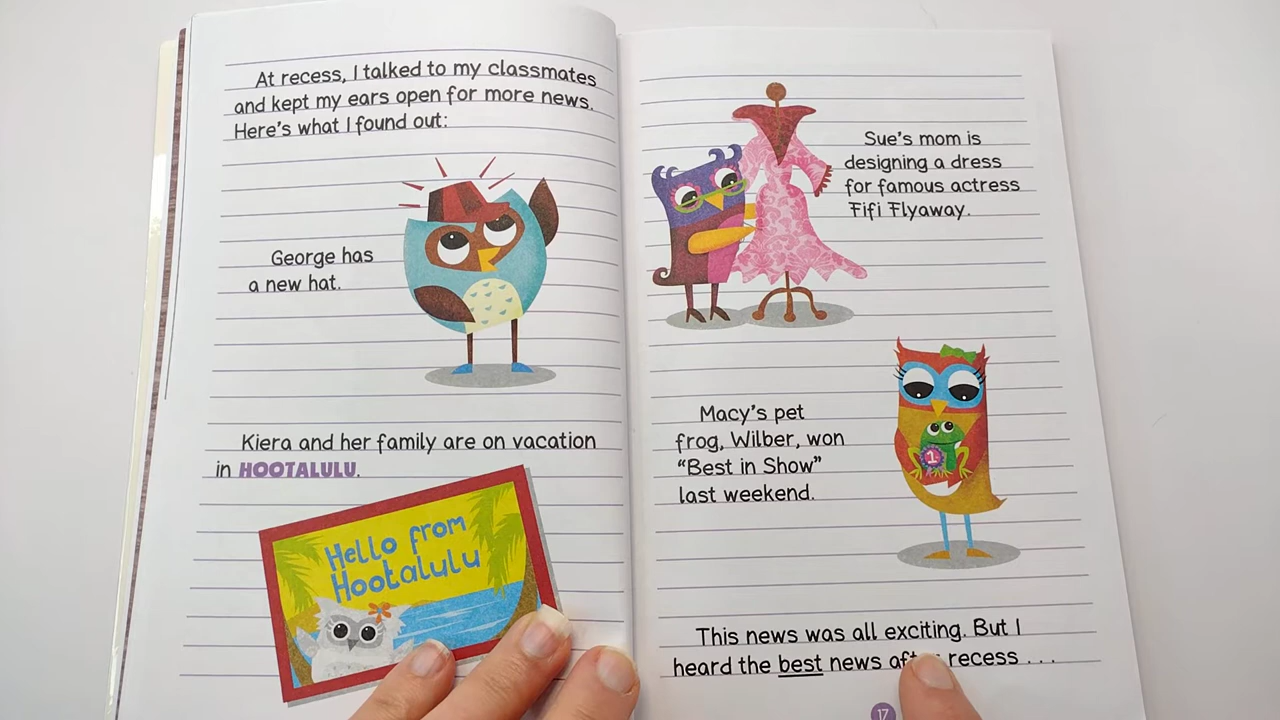 At recess, I talked to my classmates
and kept my ears open for more news.
Here's what I found out:
George has
a new hat.
Kiera and her family are on vacation
in HOOTALULU.
Hello from
Hootalulu
Sue's mom is
designing a dress
for famous actress
Fifi Flyaway.
Macy's pet
frog, Wilber, won
"Best in Show"
last weekend.
1
This news was all exciting. But I
heard the best news after recess . . .
17